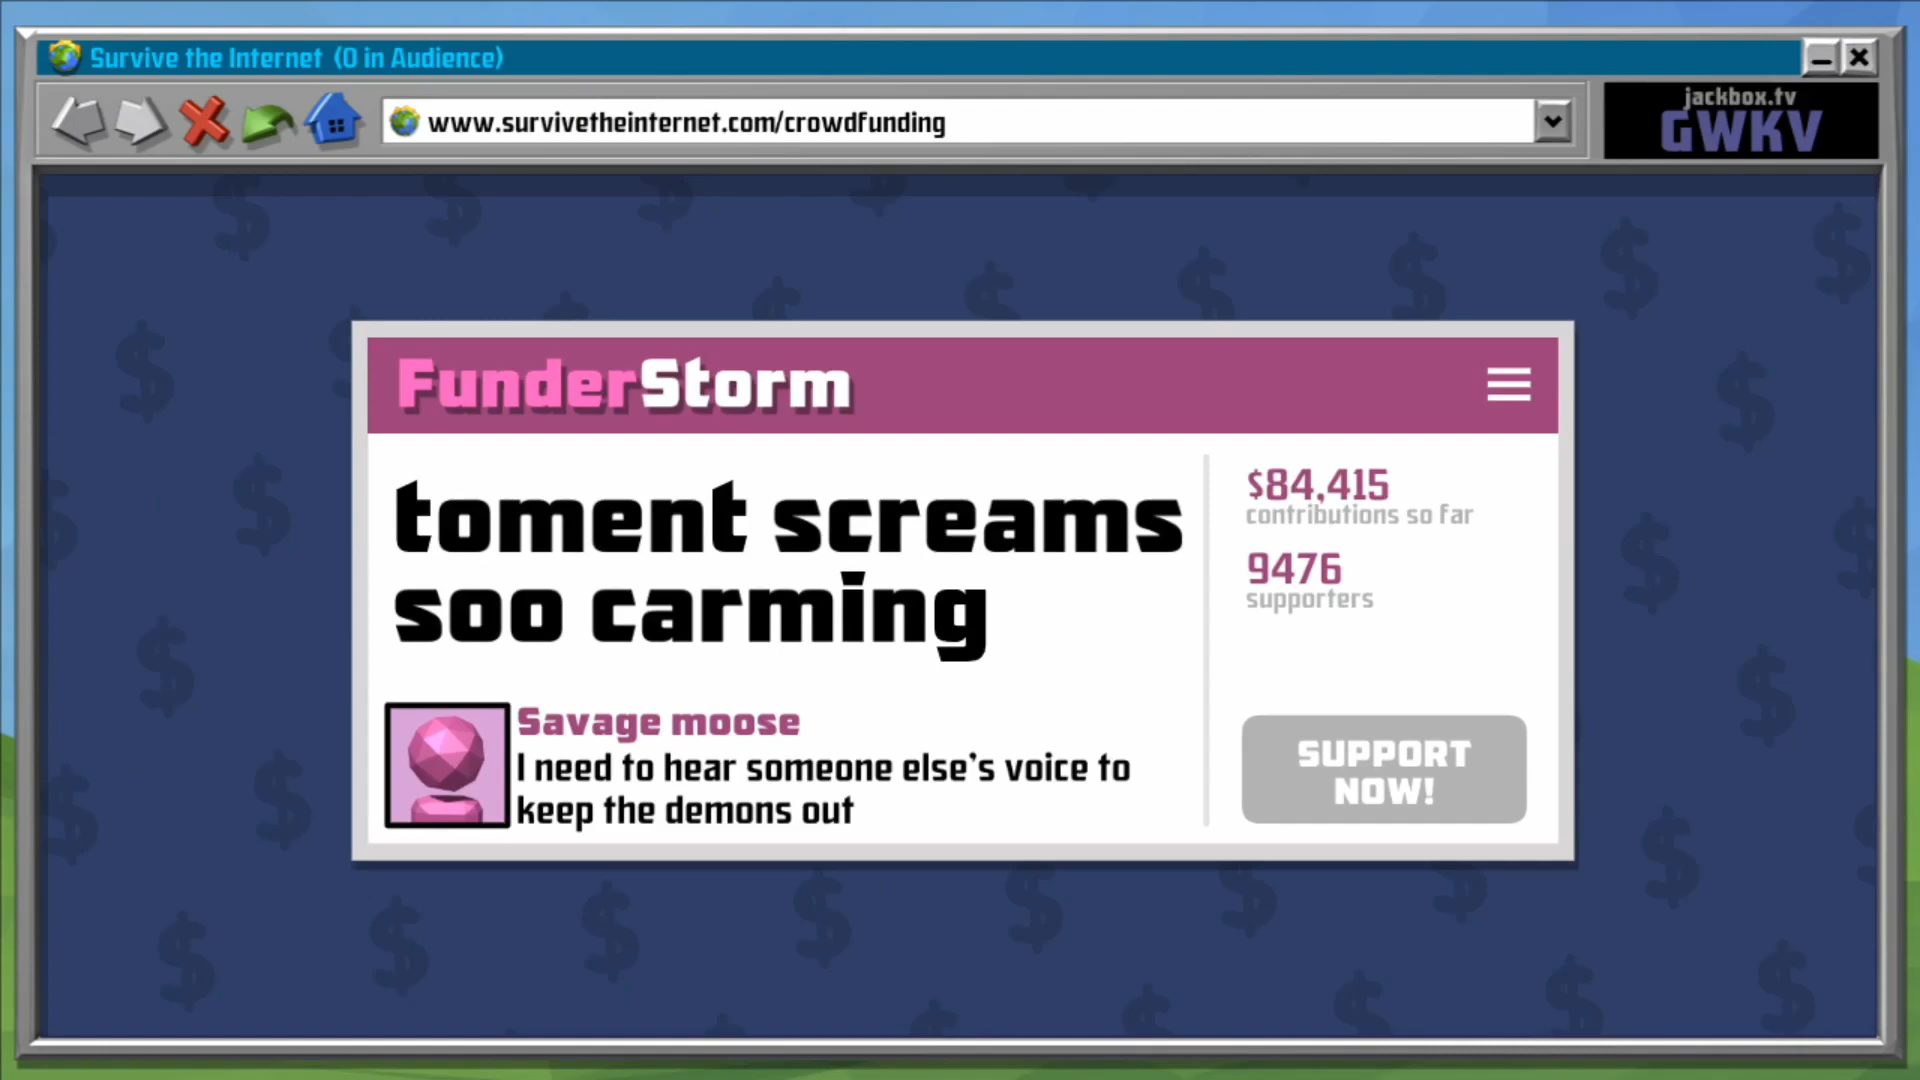 Survive the Internet (0 in Audience)
www.survivetheinternet.com/crowdfunding
jackbox.tv
GWKV
FunderStorm
toment screams
soo carming
$84,415
contributions so far
9476
supporters
Savage moose
I need to hear someone else's voice to
keep the demons out
SUPPORT
NOW!